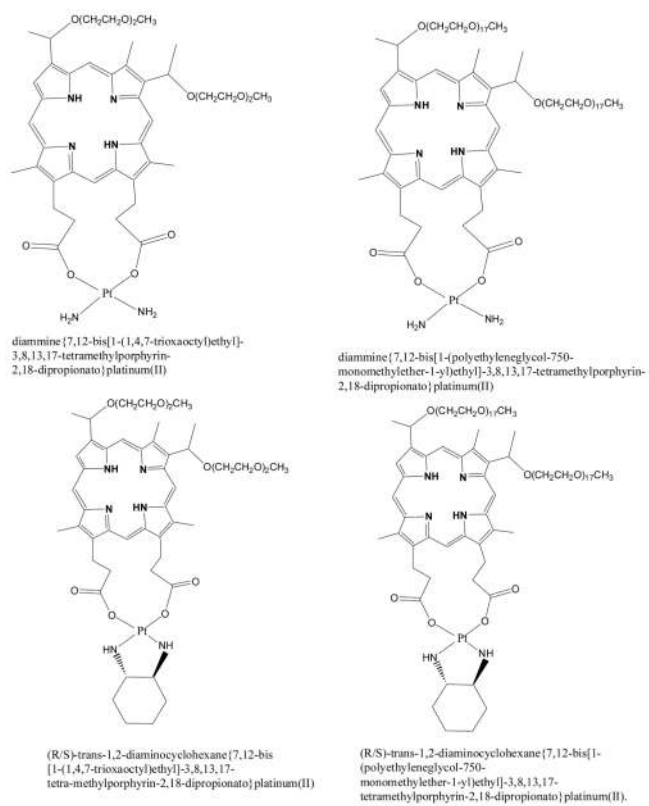 O(CH₂CH₂O)₂CH₃
O(CH₂CH₂O)₂CH₃
NH N
N HN
O O
O O
Pt
H₂N NH₂
diammine{7,12-bis[1-(1,4,7-trioxaoctyl)ethyl]-
3,8,13,17-tetramethylporphyrin-
2,18-dipropionato}platinum(II)
O(CH₂CH₂O)₁₇CH₃
O(CH₂CH₂O)₁₇CH₃
NH N
N HN
O O
O O
Pt
H₂N NH₂
diammine{7,12-bis[1-(polyethyleneglycol-750-
monomethylether-1-yl)ethyl]-3,8,13,17-tetramethylporphyrin-
2,18-dipropionato}platinum(II)
O(CH₂CH₂O)₂CH₃
O(CH₂CH₂O)₂CH₃
NH N
N HN
O O
O O
Pt
HN NH
(R/S)-trans-1,2-diaminocyclohexane{7,12-bis
[1-(1,4,7-trioxaoctyl)ethyl]-3,8,13,17-
tetra-methylporphyrin-2,18-dipropionato}platinum(II)
O(CH₂CH₂O)₁₇CH₃
O(CH₂CH₂O)₁₇CH₃
NH N
N HN
O O
O O
Pt
HN NH
(R/S)-trans-1,2-diaminocyclohexane{7,12-bis[1-
(polyethyleneglycol-750-
monomethylether-1-yl)ethyl]-3,8,13,17-
tetramethylporphyrin-2,18-dipropionato}platinum(II).